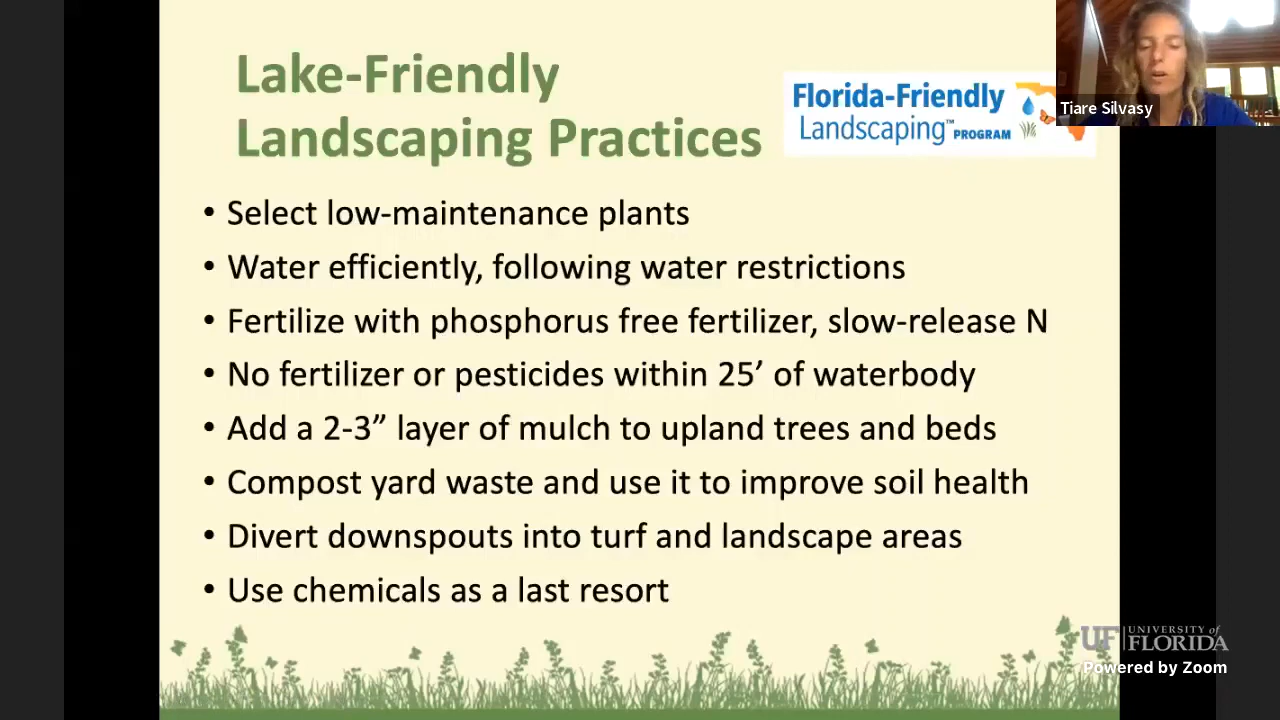 Lake-Friendly
Landscaping Practices
Florida-Friendly
Landscaping™ PROGRAM
Tiare Silvasy
• Select low-maintenance plants
• Water efficiently, following water restrictions
• Fertilize with phosphorus free fertilizer, slow-release N
• No fertilizer or pesticides within 25’ of waterbody
• Add a 2-3” layer of mulch to upland trees and beds
• Compost yard waste and use it to improve soil health
• Divert downspouts into turf and landscape areas
• Use chemicals as a last resort
UF UNIVERSITY of
FLORIDA
Powered by Zoom